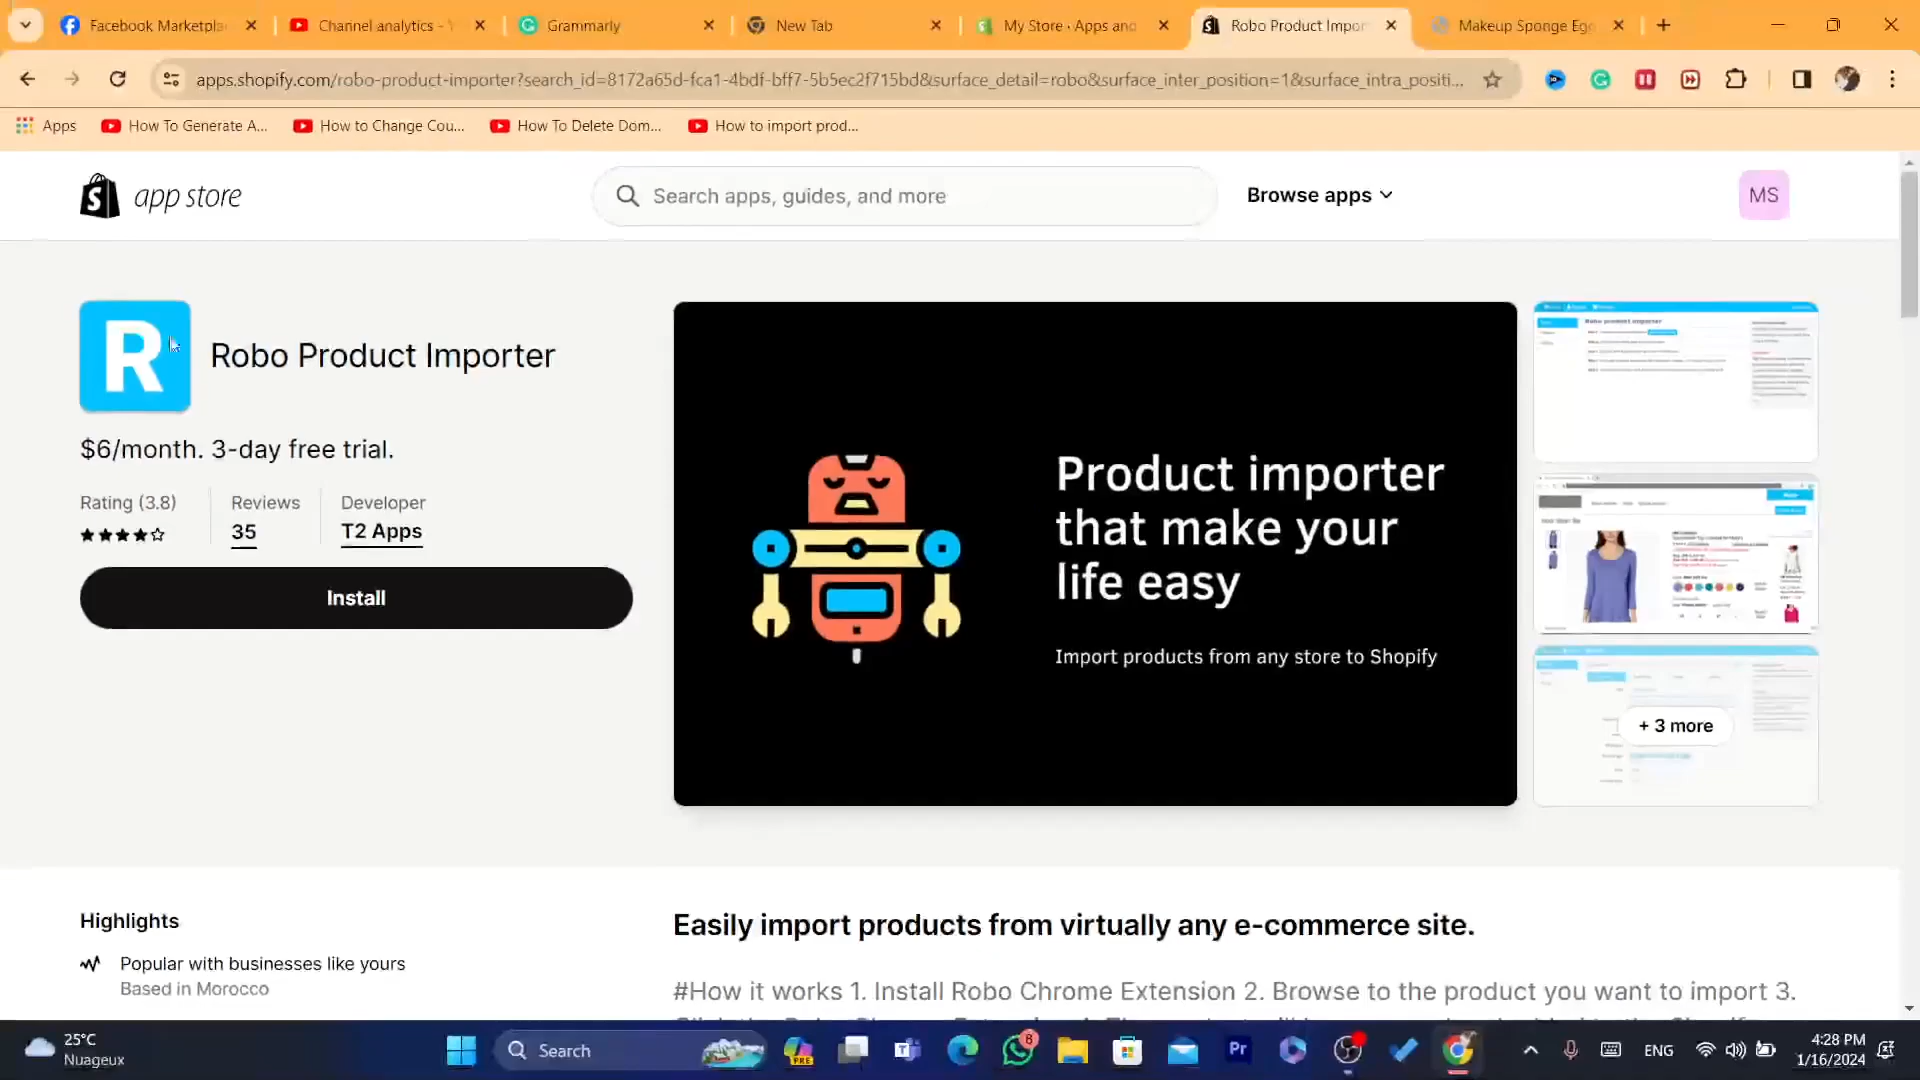 Facebook Marketpla
Channel analytics - Y
Grammarly
New Tab
My Store · Apps and
Robo Product Impor
Makeup Sponge Egg
apps.shopify.com/robo-product-importer?search_id=8172a65d-fca1-4bdf-bff7-5b5ec2f715bd&surface_detail=robo&surface_inter_position=1&surface_intra_positi...
Apps
How To Generate A...
How to Change Cou...
How To Delete Dom...
How to import prod...
app store
Search apps, guides, and more
Browse apps
MS
R
Robo Product Importer
$6/month. 3-day free trial.
Rating (3.8)
Reviews
35
Developer
T2 Apps
Install
Product importer
that make your
life easy
Import products from any store to Shopify
Robo product importer
+ 3 more
Highlights
Popular with businesses like yours
Based in Morocco
Easily import products from virtually any e-commerce site.
#How it works 1. Install Robo Chrome Extension 2. Browse to the product you want to import 3.
25°C
Nuageux
Search
PRE
8
Pr
ENG
4:28 PM
1/16/2024